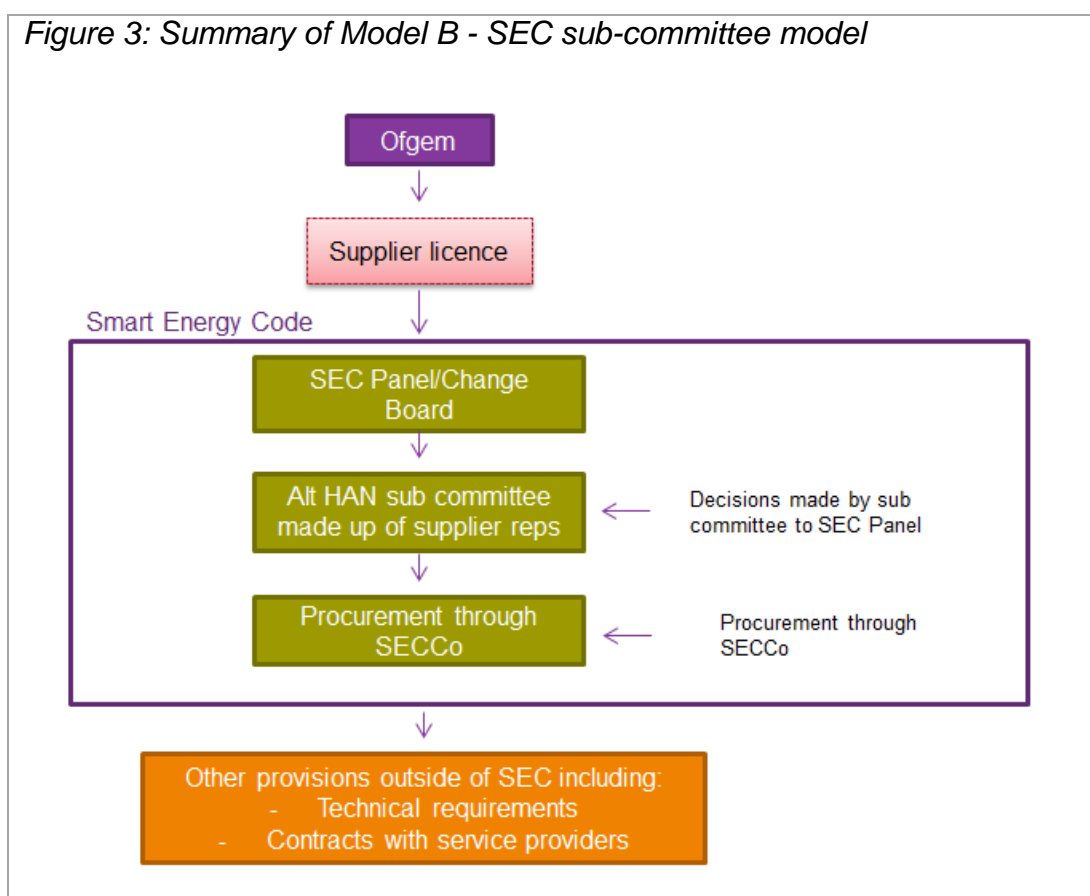 Figure 3: Summary of Model B - SEC sub-committee model
Ofgem
Supplier licence
Smart Energy Code
SEC Panel/Change
Board
Alt HAN sub committee
made up of supplier reps
Decisions made by sub
committee to SEC Panel
Procurement through
SECCo
Procurement through
SECCo
Other provisions outside of SEC including:
- Technical requirements
- Contracts with service providers